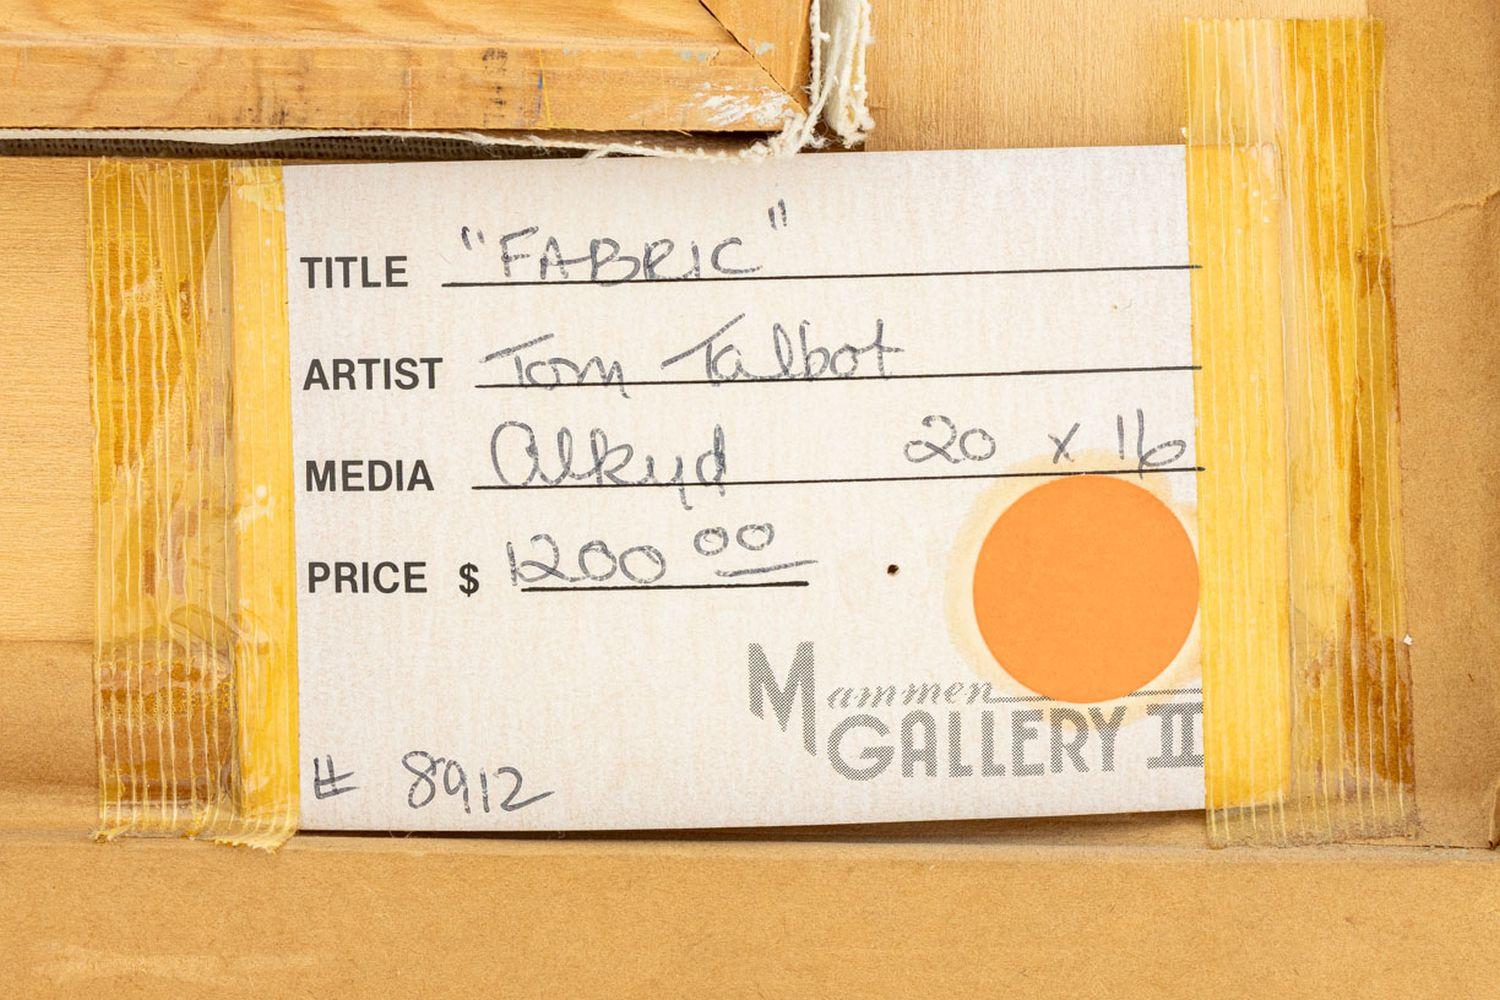 TITLE "FABRIC"
ARTIST Tom Talbot
MEDIA Alkyd 20 x 16
PRICE $ 1200 00
Mammen
GALLERY II
# 8912